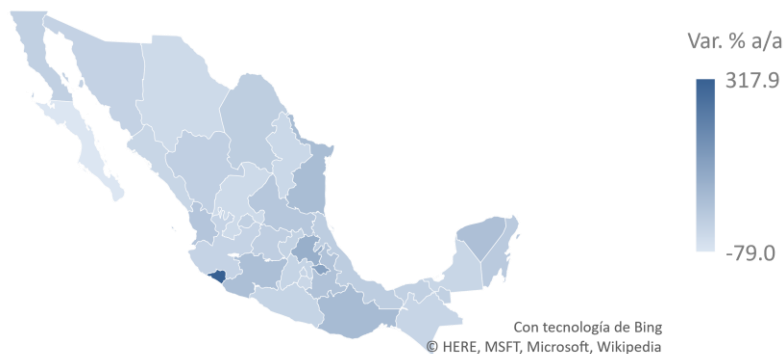 Var. % a/a
317.9
-79.0
Con tecnología de Bing
© HERE, MSFT, Microsoft, Wikipedia